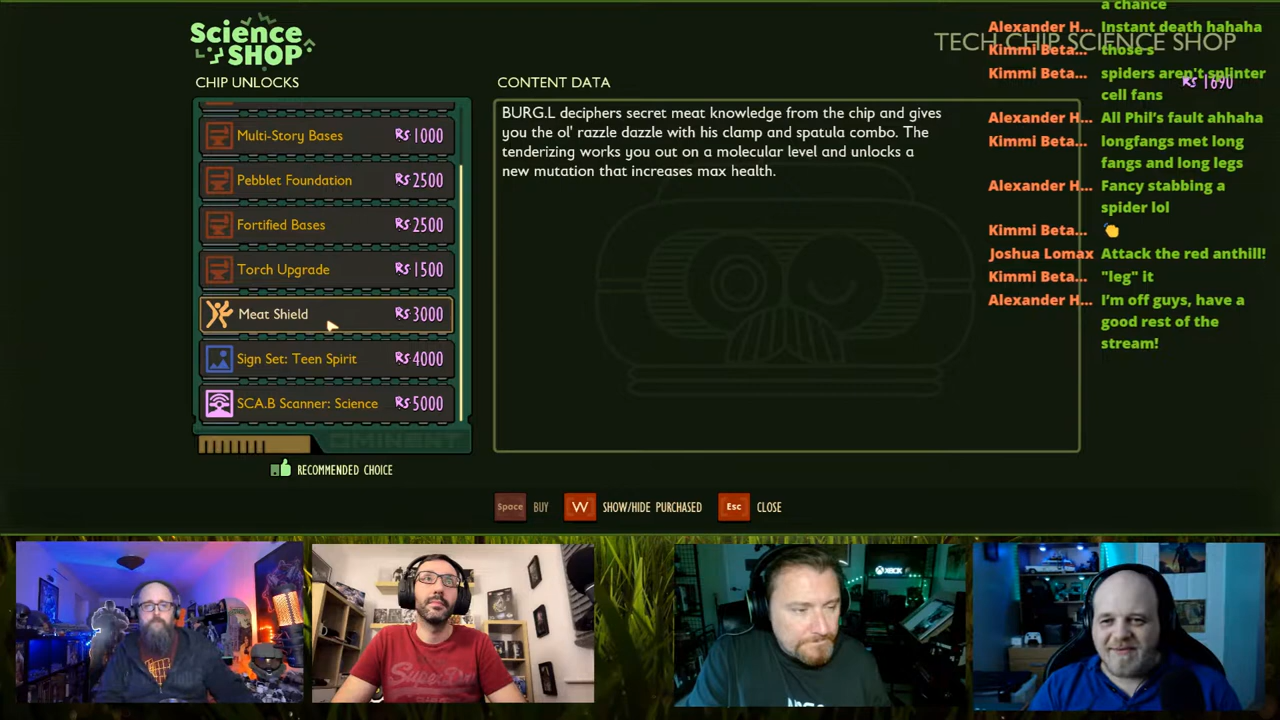 Science
SHOP
TECH CHIP SCIENCE SHOP
Rs 1690
CHIP UNLOCKS
Multi-Story Bases Rs 1000
Pebblet Foundation Rs 2500
Fortified Bases Rs 2500
Torch Upgrade Rs 1500
Meat Shield Rs 3000
Sign Set: Teen Spirit Rs 4000
SCA.B Scanner: Science Rs 5000
OMINENT
RECOMMENDED CHOICE
CONTENT DATA
BURG.L deciphers secret meat knowledge from the chip and gives
you the ol' razzle dazzle with his clamp and spatula combo. The
tenderizing works you out on a molecular level and unlocks a
new mutation that increases max health.
Space BUY W SHOW/HIDE PURCHASED Esc CLOSE
a chance
Alexander H... Instant death hahaha
Kimmi Beta... those s
Kimmi Beta... spiders aren't splinter
cell fans
Alexander H... All Phil's fault ahhaha
Kimmi Beta... longfangs met long
fangs and long legs
Alexander H... Fancy stabbing a
spider lol
Kimmi Beta...
Joshua Lomax Attack the red anthill!
Kimmi Beta... "leg" it
Alexander H... I'm off guys, have a
good rest of the
stream!
XBOX